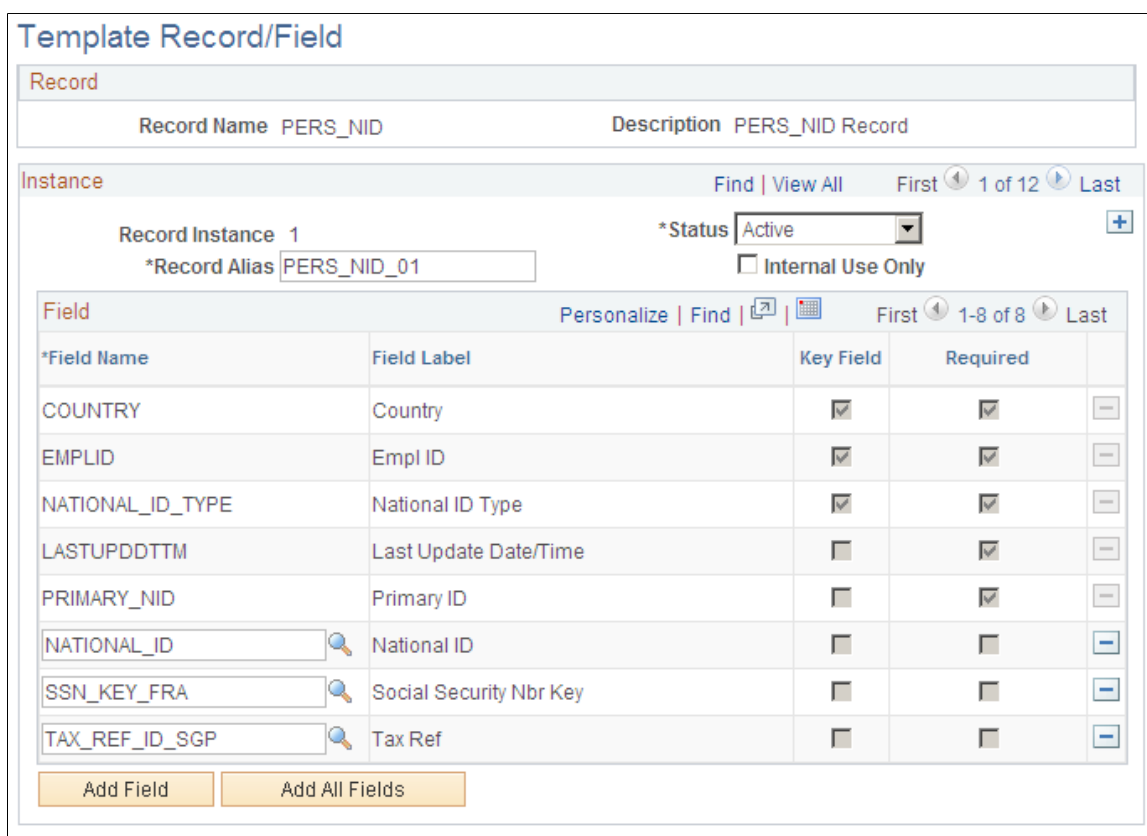 Template Record/Field
Record
Record Name PERS_NID Description PERS_NID Record
Instance Find | View All First 1 of 12 Last
Record Instance 1 *Status Active
*Record Alias PERS_NID_01 Internal Use Only
Field Personalize | Find | | First 1-8 of 8 Last
*Field Name Field Label Key Field Required
COUNTRY Country
EMPLID Empl ID
NATIONAL_ID_TYPE National ID Type
LASTUPDDTTM Last Update Date/Time
PRIMARY_NID Primary ID
NATIONAL_ID National ID
SSN_KEY_FRA Social Security Nbr Key
TAX_REF_ID_SGP Tax Ref
Add Field Add All Fields